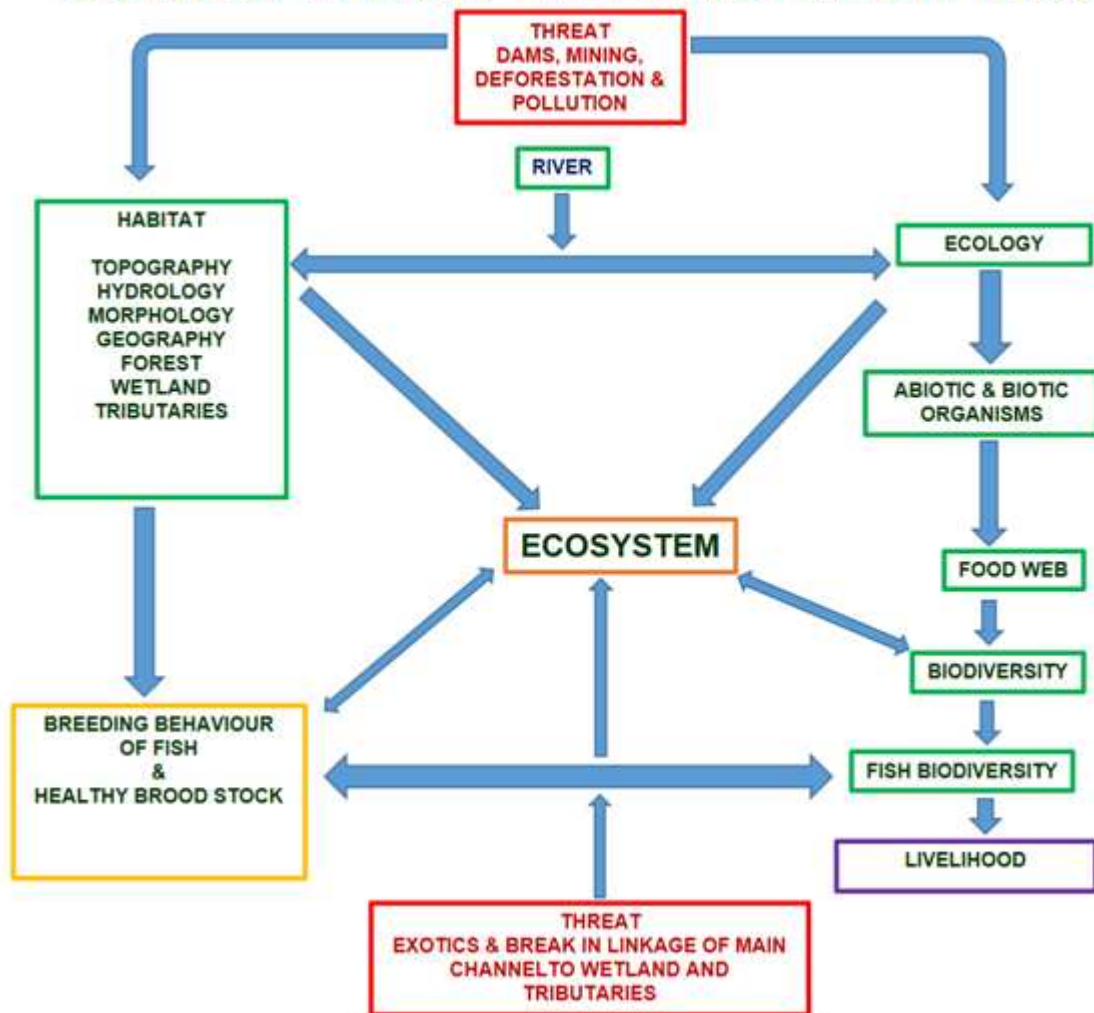 THREAT
DAMS, MINING,
DEFORESTATION &
POLLUTION
RIVER
HABITAT
TOPOGRAPHY
HYDROLOGY
MORPHOLOGY
GEOGRAPHY
FOREST
WETLAND
TRIBUTARIES
ECOLOGY
ABIOTIC & BIOTIC
ORGANISMS
ECOSYSTEM
FOOD WEB
BIODIVERSITY
BREEDING BEHAVIOUR
OF FISH
&
HEALTHY BROOD STOCK
FISH BIODIVERSITY
LIVELIHOOD
THREAT
EXOTICS & BREAK IN LINKAGE OF MAIN
CHANNELTO WETLAND AND
TRIBUTARIES